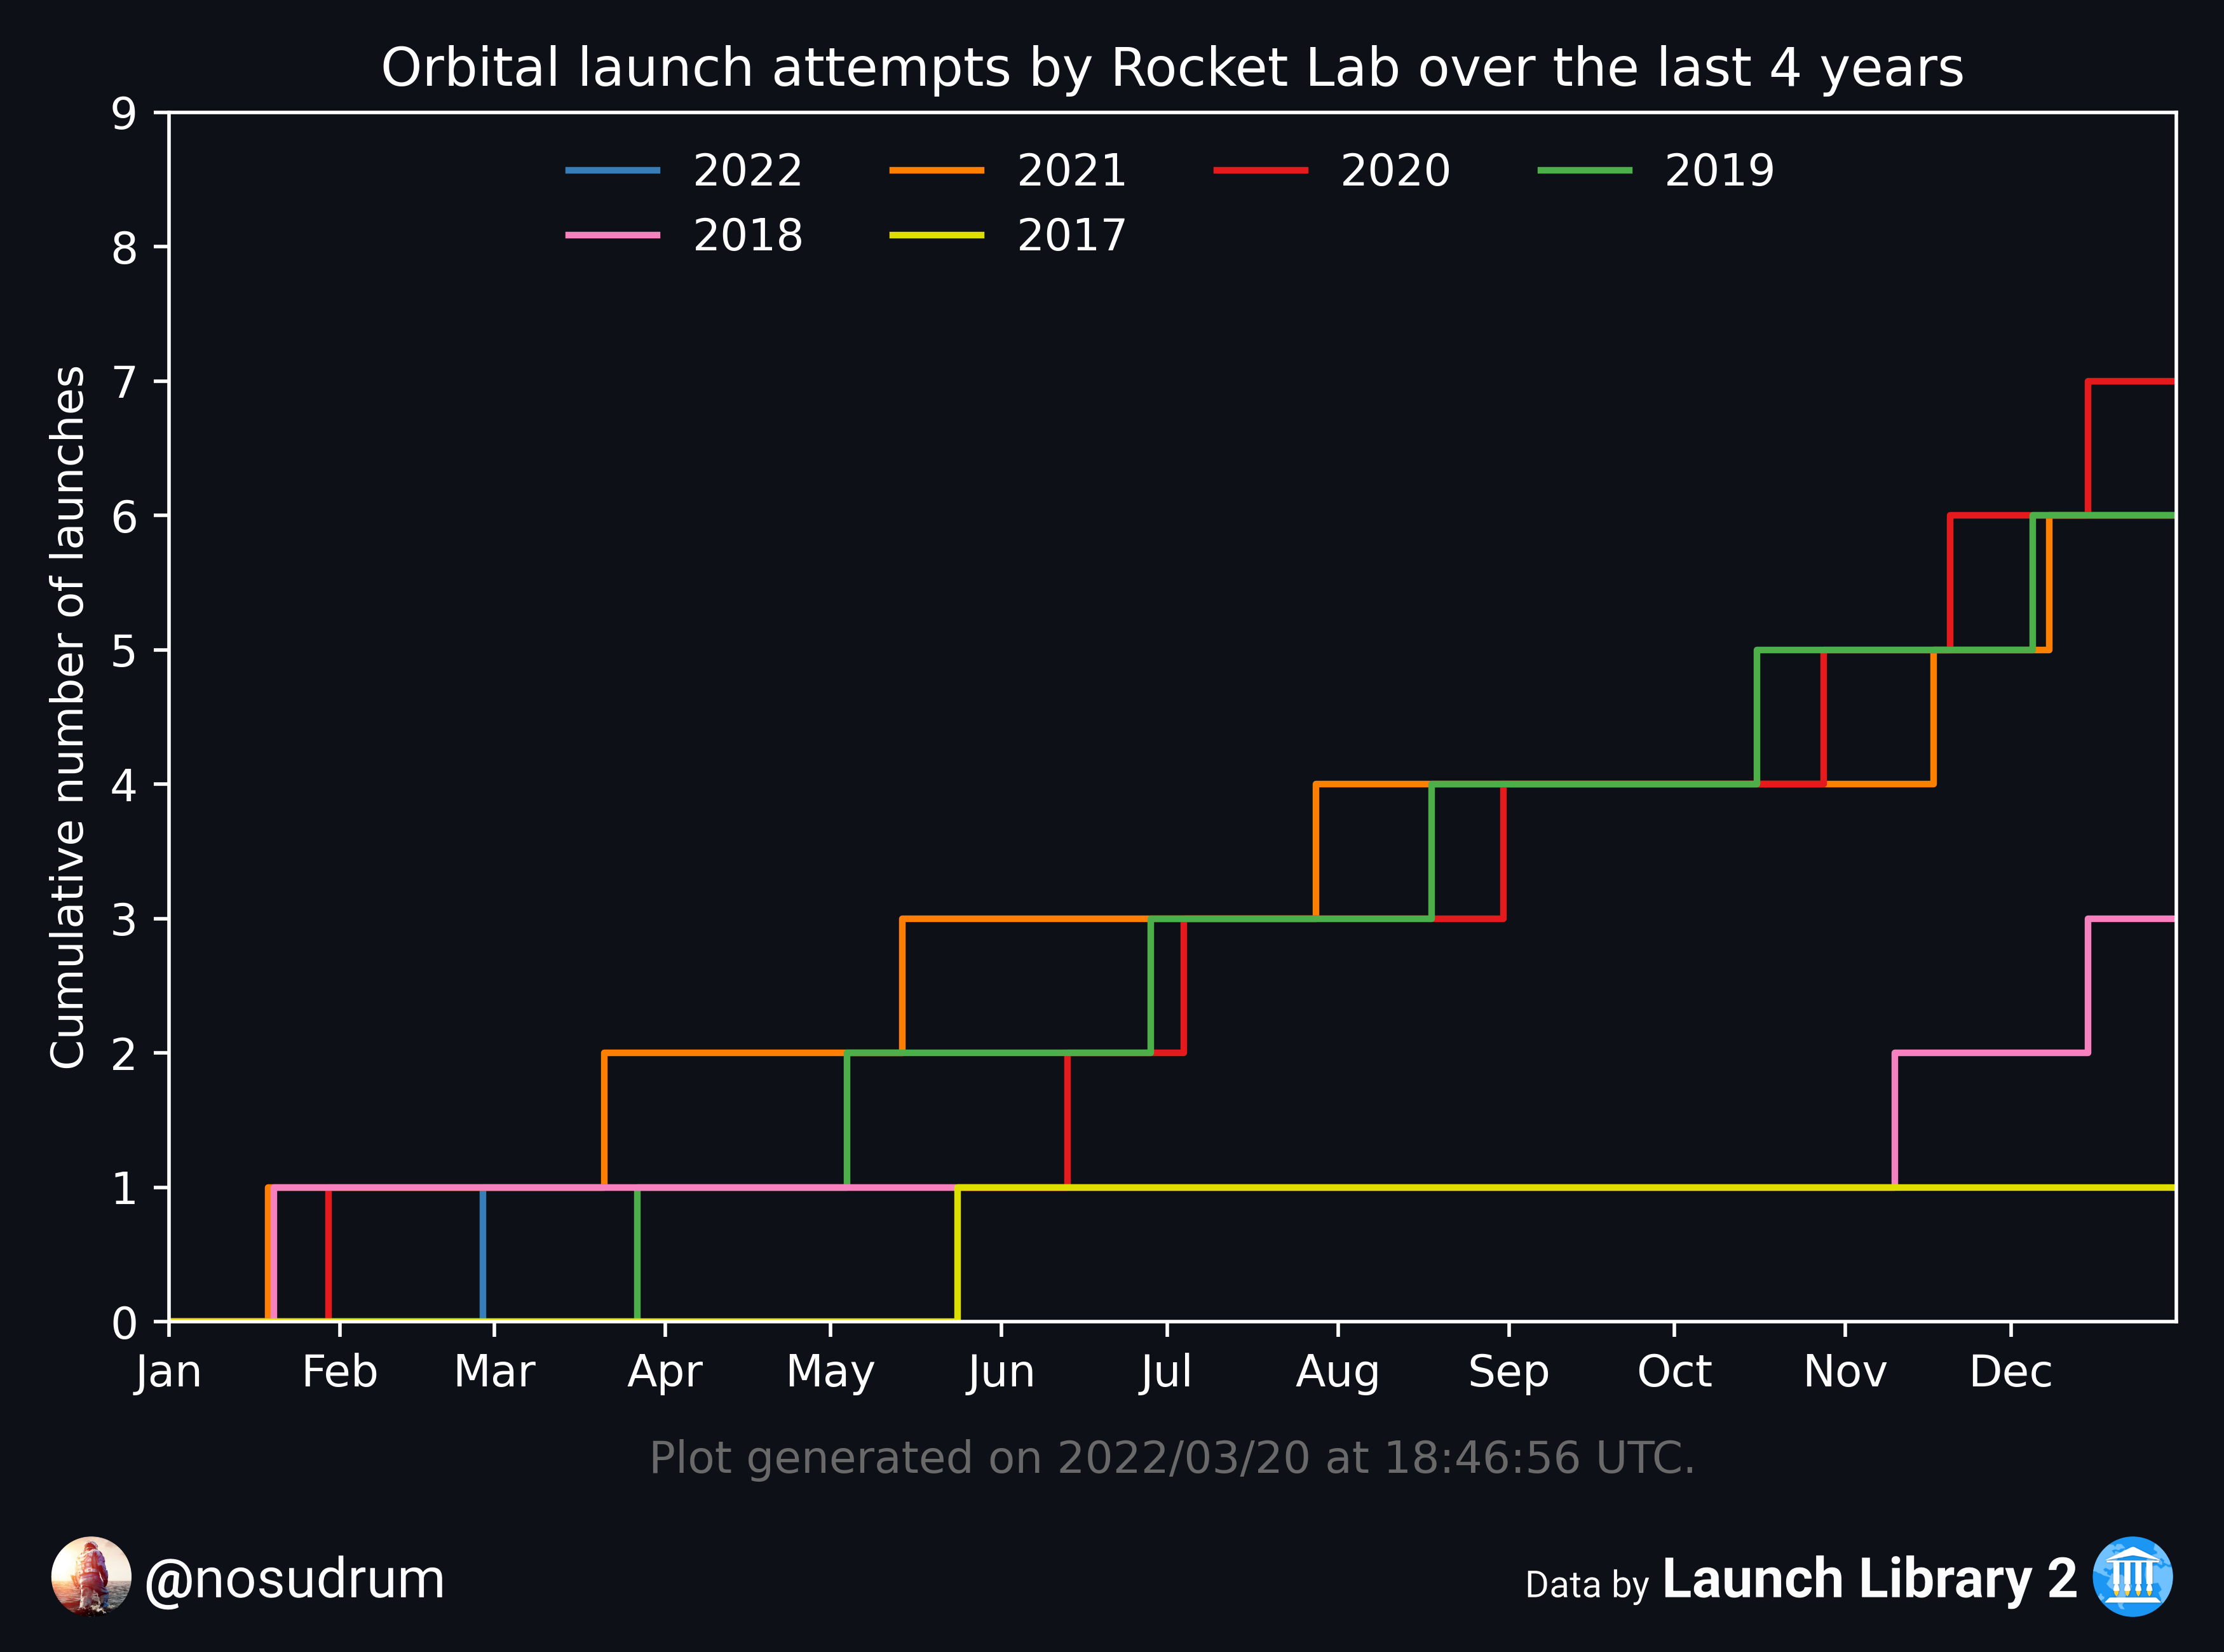 Orbital launch attempts by Rocket Lab over the last 4 years
2022 2021 2020 2019
2018 2017
Cumulative number of launches
9
8
7
6
5
4
3
2
1
0
Jan Feb Mar Apr May Jun Jul Aug Sep Oct Nov Dec
Plot generated on 2022/03/20 at 18:46:56 UTC.
@nosudrum
Data by Launch Library 2